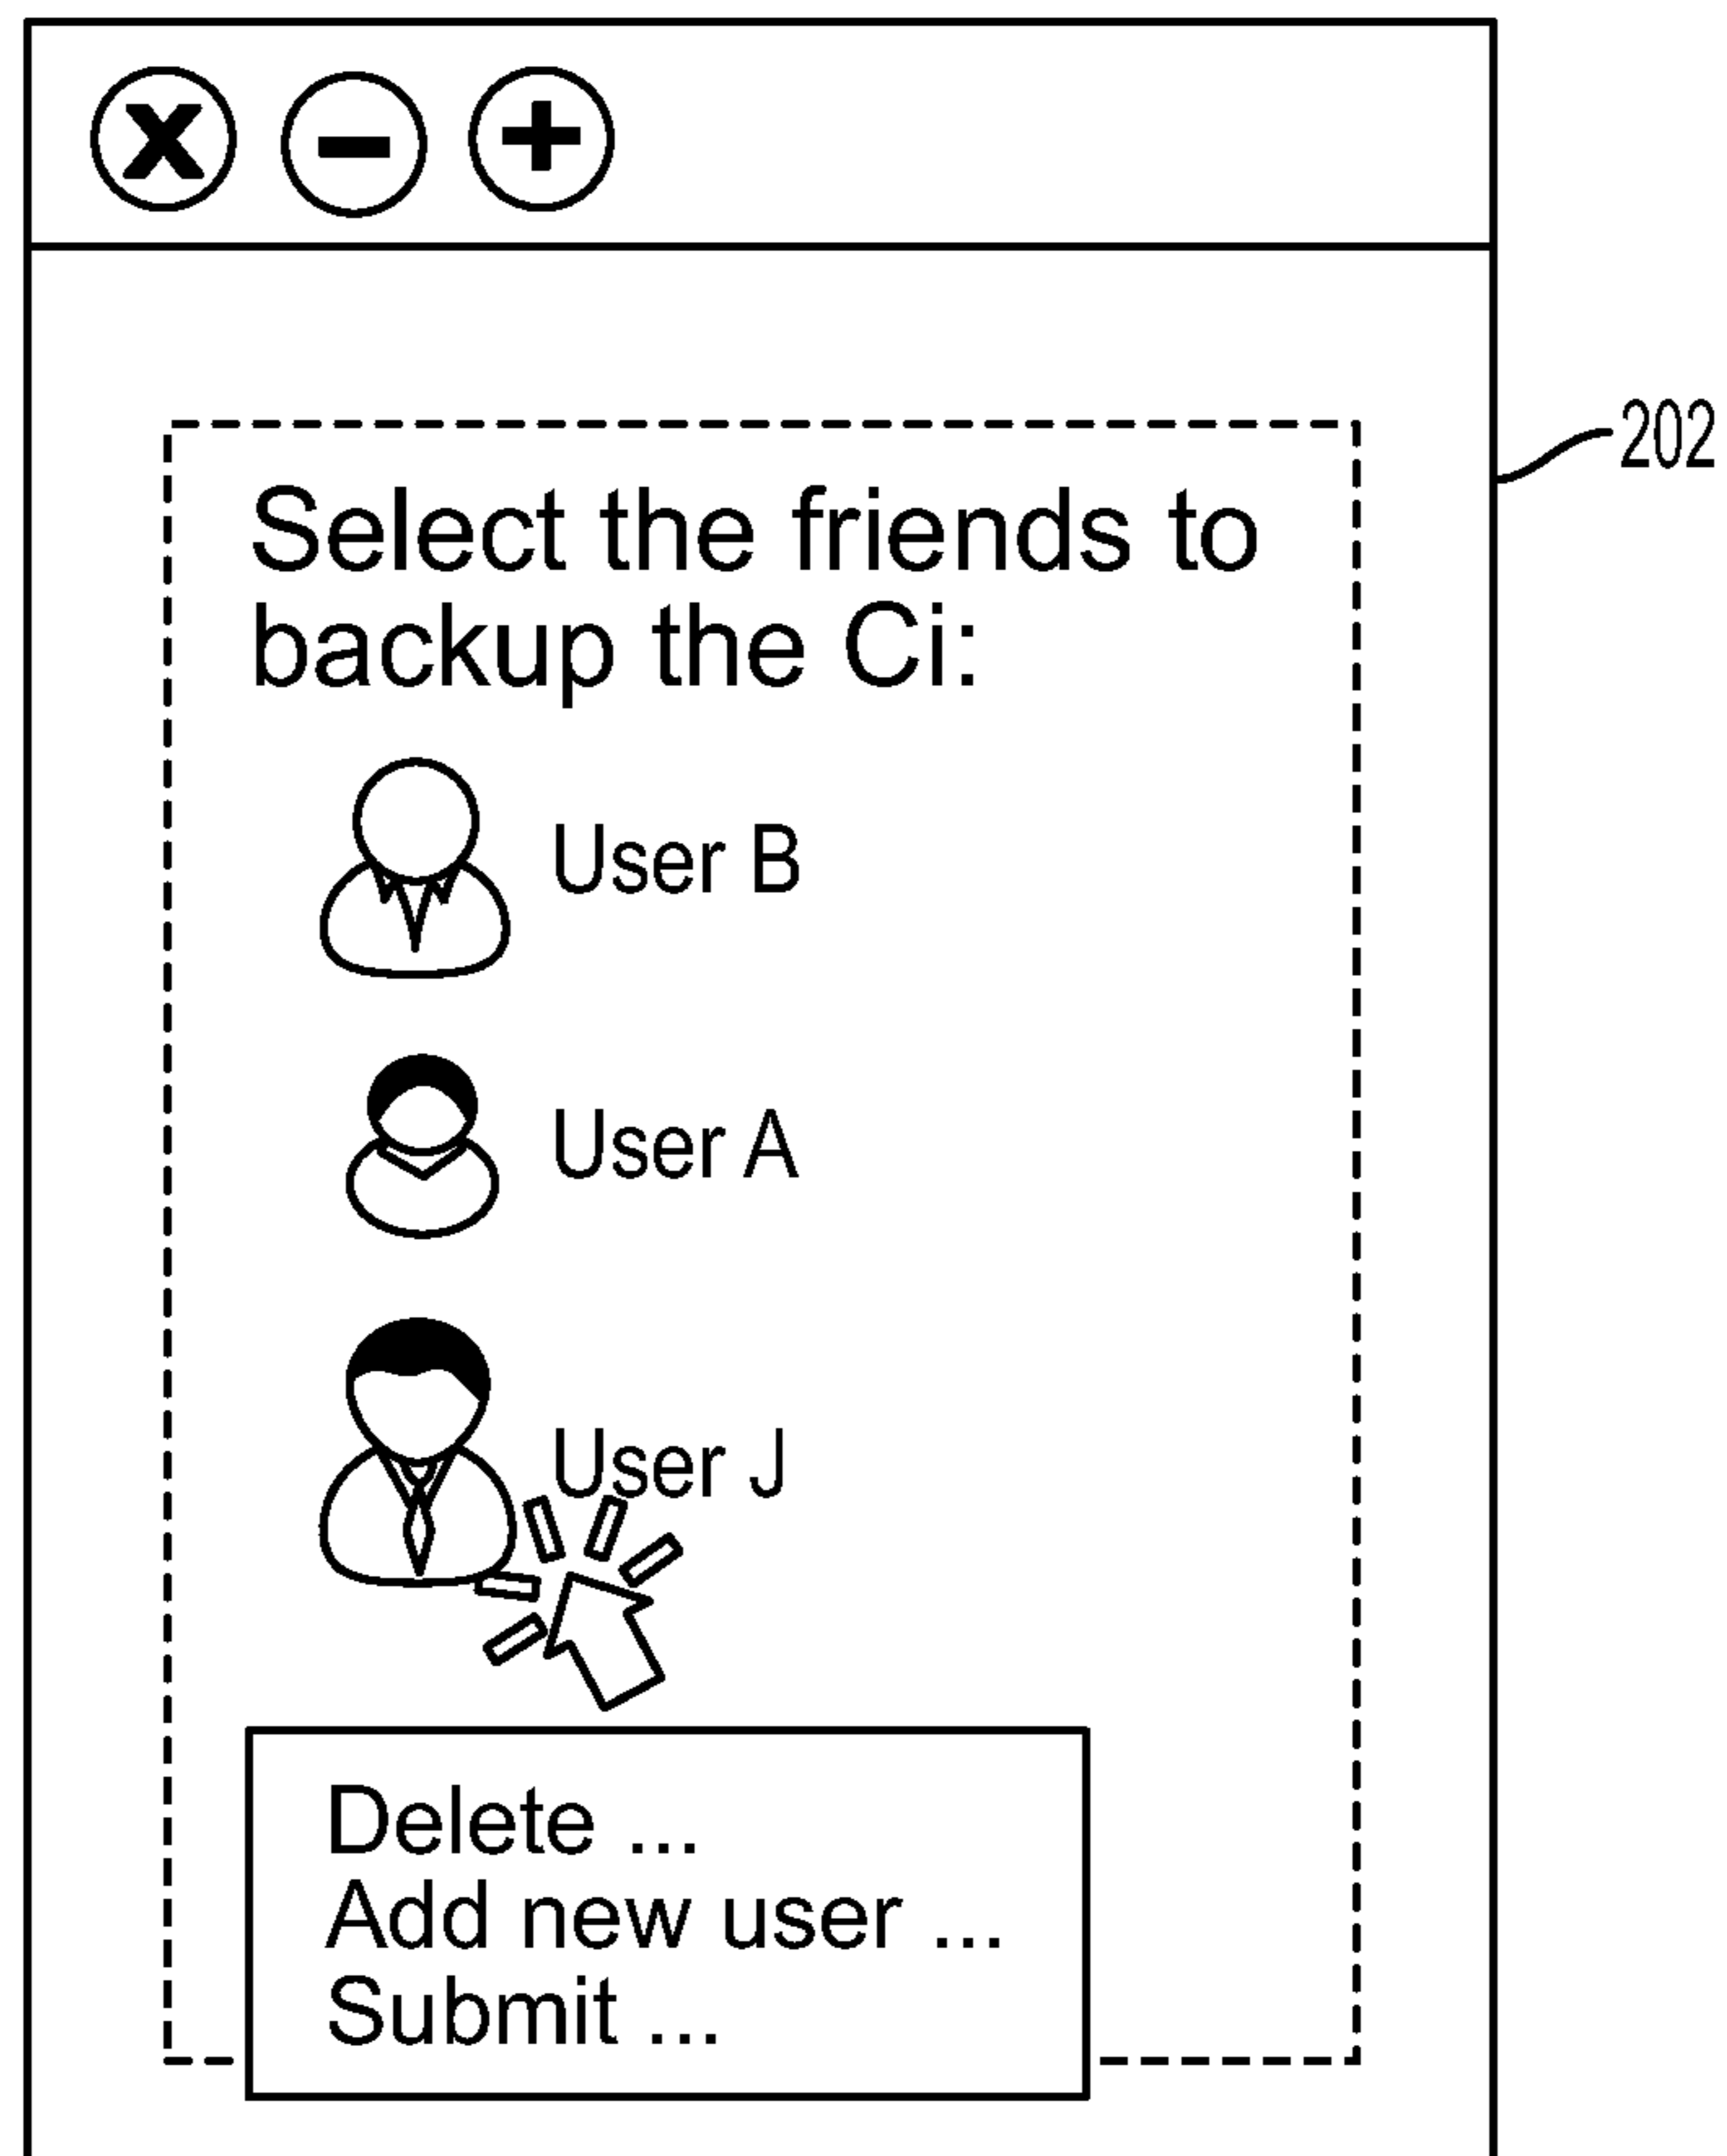 202
Select the friends to
backup the Ci:
User B
User A
User J
Delete ...
Add new user ...
Submit ...